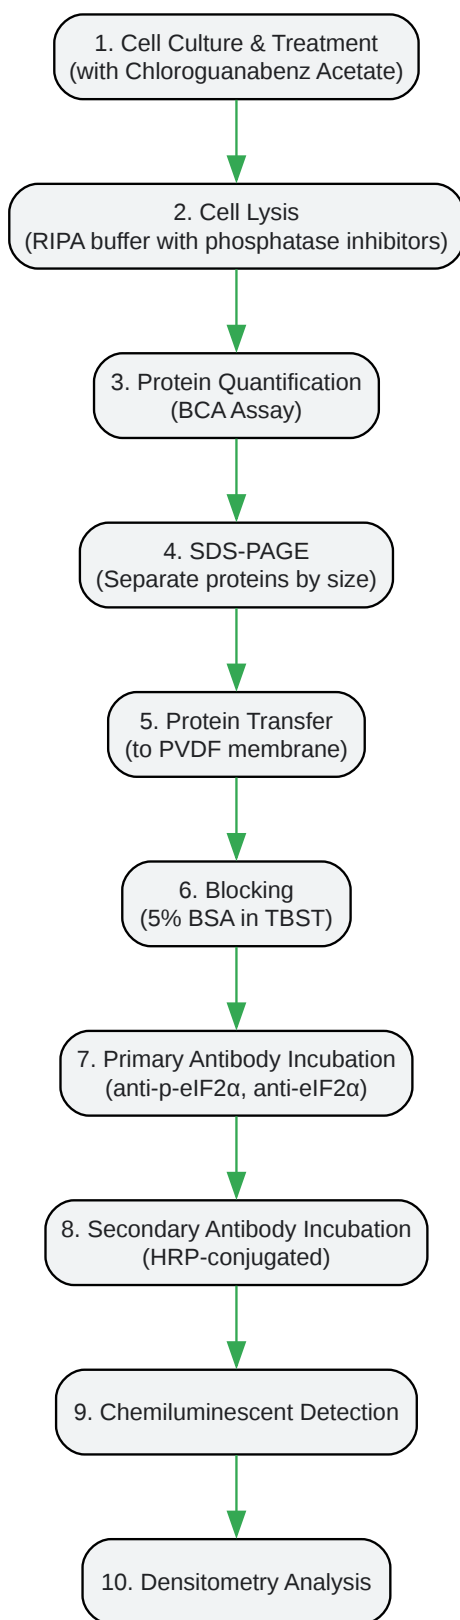 1. Cell Culture & Treatment
(with Chloroguanabenz Acetate)
2. Cell Lysis
(RIPA buffer with phosphatase inhibitors)
3. Protein Quantification
(BCA Assay)
4. SDS-PAGE
(Separate proteins by size)
5. Protein Transfer
(to PVDF membrane)
6. Blocking
(5% BSA in TBST)
7. Primary Antibody Incubation
(anti-p-eIF2α, anti-eIF2α)
8. Secondary Antibody Incubation
(HRP-conjugated)
9. Chemiluminescent Detection
10. Densitometry Analysis